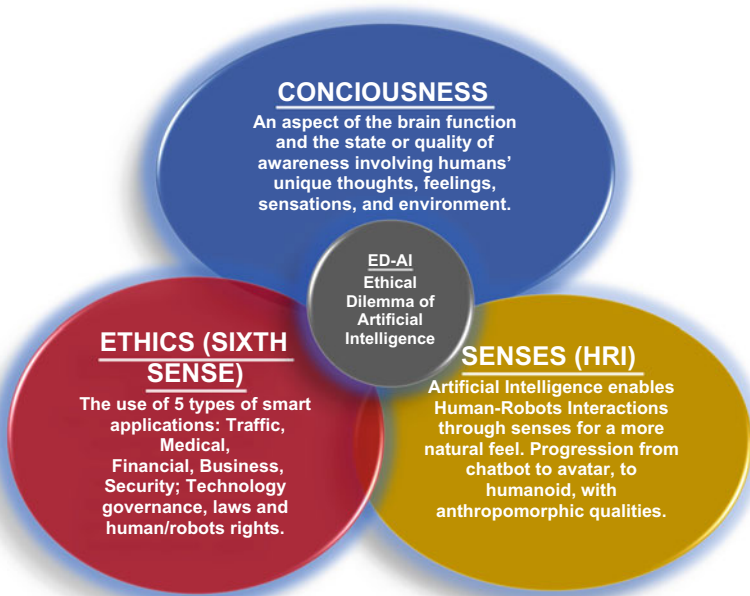 CONCIOUSNESS
An aspect of the brain function
and the state or quality of
awareness involving humans'
unique thoughts, feelings,
sensations, and environment.
ED-AI
Ethical
Dilemma of
Artificial
Intelligence
ETHICS (SIXTH
SENSE)
The use of 5 types of smart
applications: Traffic,
Medical,
Financial, Business,
Security; Technology
governance, laws and
human/robots rights.
SENSES (HRI)
Artificial Intelligence enables
Human-Robots Interactions
through senses for a more
natural feel. Progression from
chatbot to avatar, to
humanoid, with
anthropomorphic qualities.